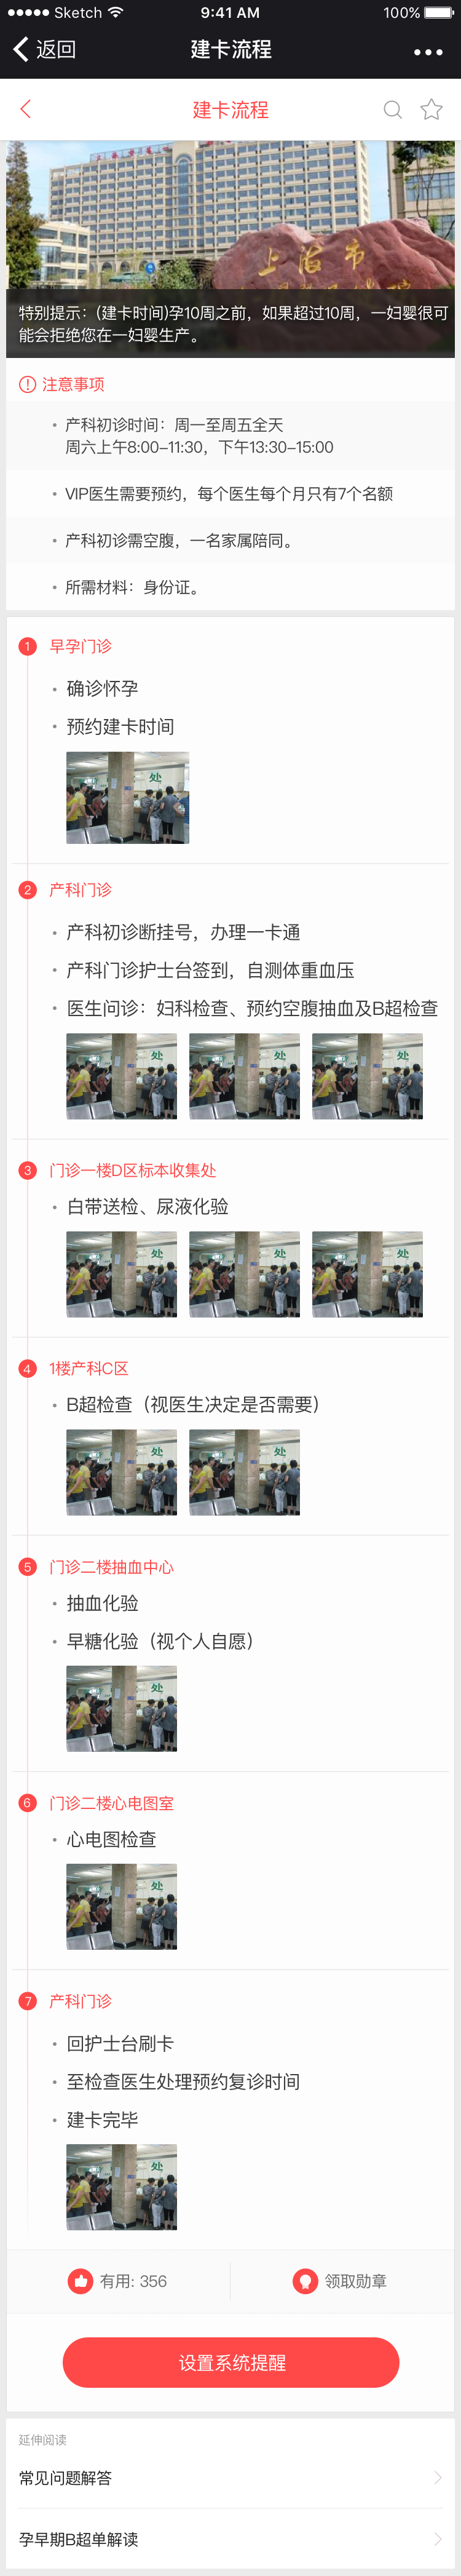 Sketch 9:41 AM 100%
返回 建卡流程
建卡流程
上海市
特别提示：(建卡时间)孕10周之前，如果超过10周，一妇婴很可
能会拒绝您在一妇婴生产。
注意事项
产科初诊时间：周一至周五全天
周六上午8:00-11:30，下午13:30-15:00
VIP医生需要预约，每个医生每个月只有7个名额
产科初诊需空腹，一名家属陪同。
所需材料：身份证。
1 早孕门诊
确诊怀孕
预约建卡时间
处
2 产科门诊
产科初诊断挂号，办理一卡通
产科门诊护士台签到，自测体重血压
医生问诊：妇科检查、预约空腹抽血及B超检查
处 处 处
3 门诊一楼D区标本收集处
白带送检、尿液化验
处 处 处
4 1楼产科C区
B超检查（视医生决定是否需要）
处 处
5 门诊二楼抽血中心
抽血化验
早糖化验（视个人自愿）
处
6 门诊二楼心电图室
心电图检查
处
7 产科门诊
回护士台刷卡
至检查医生处理预约复诊时间
建卡完毕
处
有用: 356 领取勋章
设置系统提醒
延伸阅读
常见问题解答
孕早期B超单解读